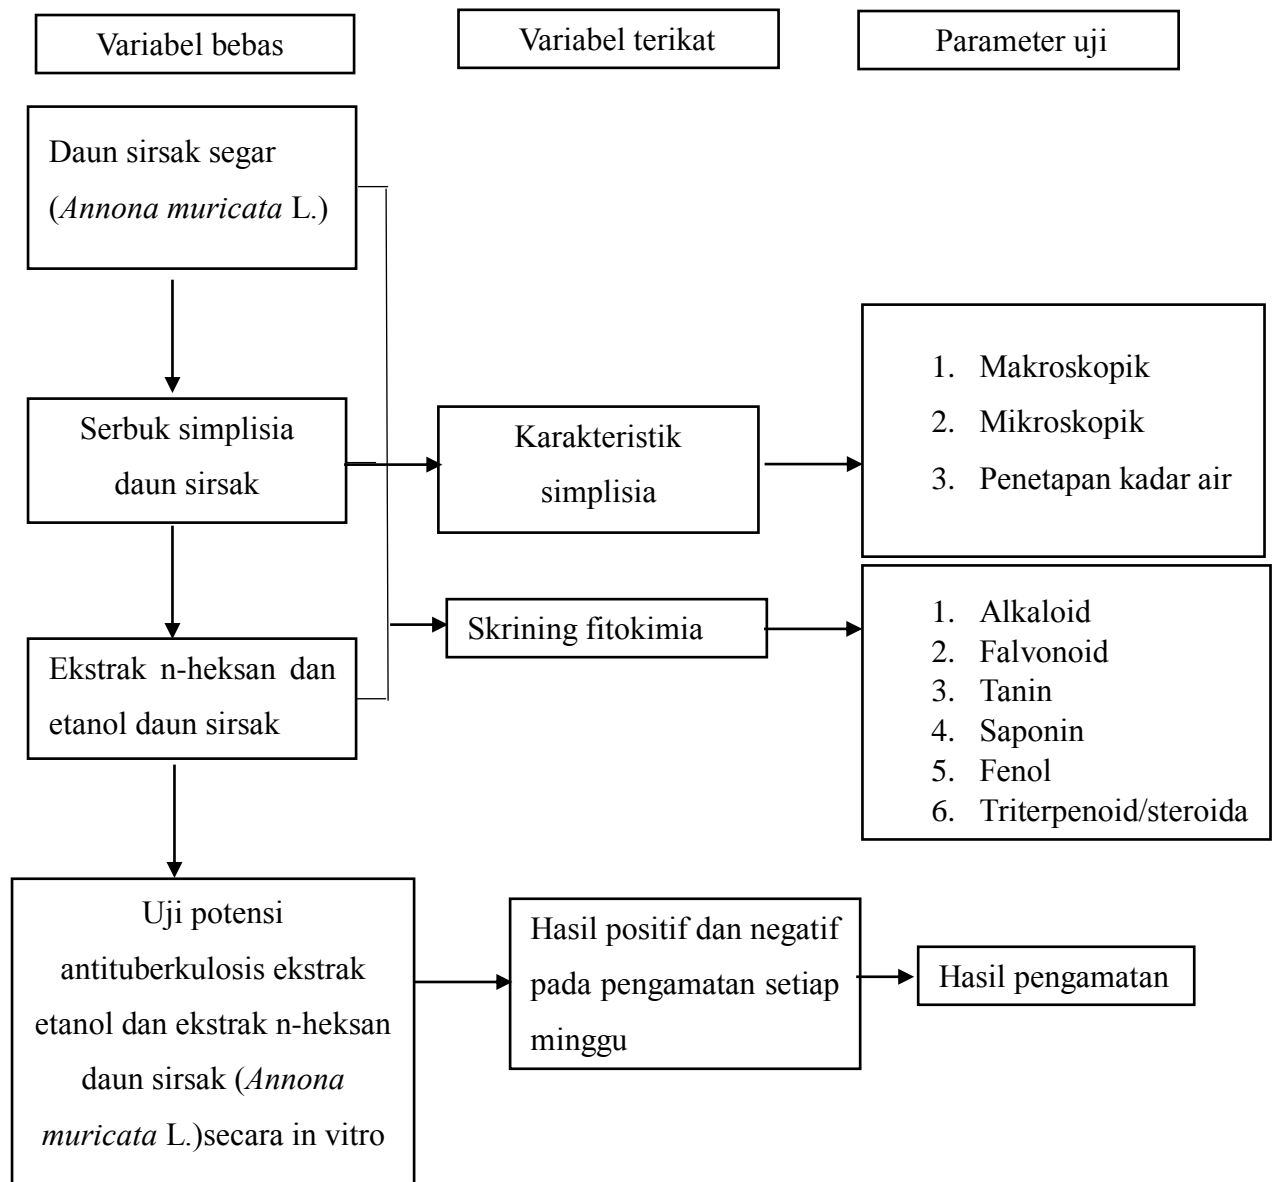 Variabel bebas
Variabel terikat
Parameter uji
Daun sirsak segar
(Annona muricata L.)
Serbuk simplisia
daun sirsak
Karakteristik
simplisia
1. Makroskopik
2. Mikroskopik
3. Penetapan kadar air
Skrining fitokimia
1. Alkaloid
2. Falvonoid
3. Tanin
4. Saponin
5. Fenol
6. Triterpenoid/steroida
Ekstrak n-heksan dan
etanol daun sirsak
Uji potensi
antituberkulosis ekstrak
etanol dan ekstrak n-heksan
daun sirsak (Annona
muricata L.)secara in vitro
Hasil positif dan negatif
pada pengamatan setiap
minggu
Hasil pengamatan